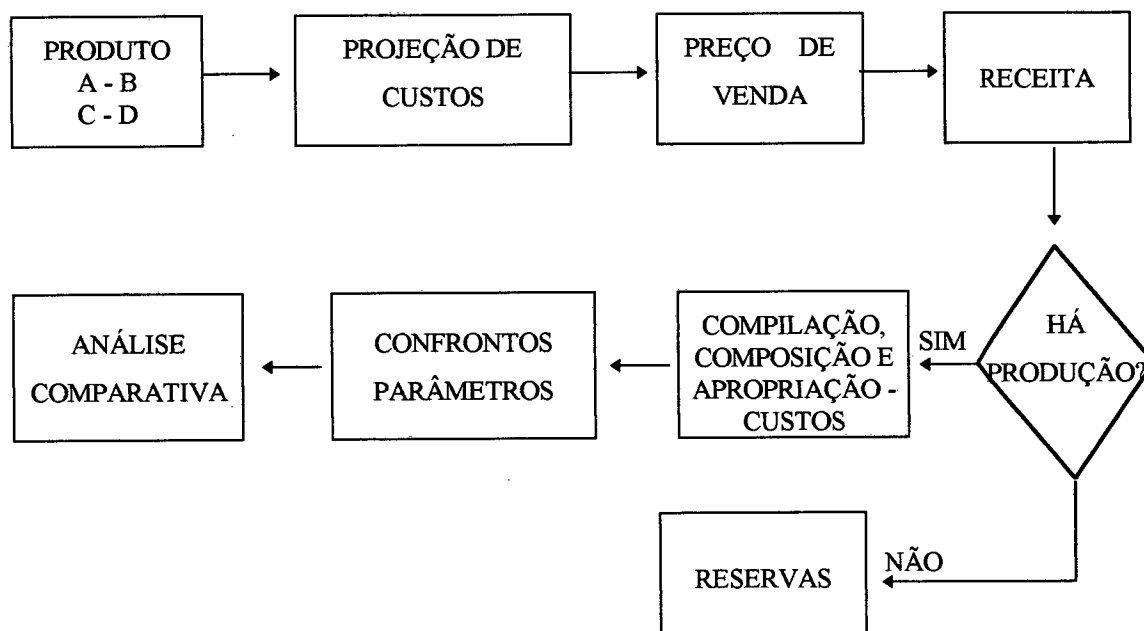 PRODUTO
A - B
C - D
PROJEÇÃO DE
CUSTOS
PREÇO DE
VENDA
RECEITA
HÁ
PRODUÇÃO?
SIM
COMPILAÇÃO,
COMPOSIÇÃO E
APROPRIAÇÃO -
CUSTOS
CONFRONTOS
PARÂMETROS
ANÁLISE
COMPARATIVA
NÃO
RESERVAS